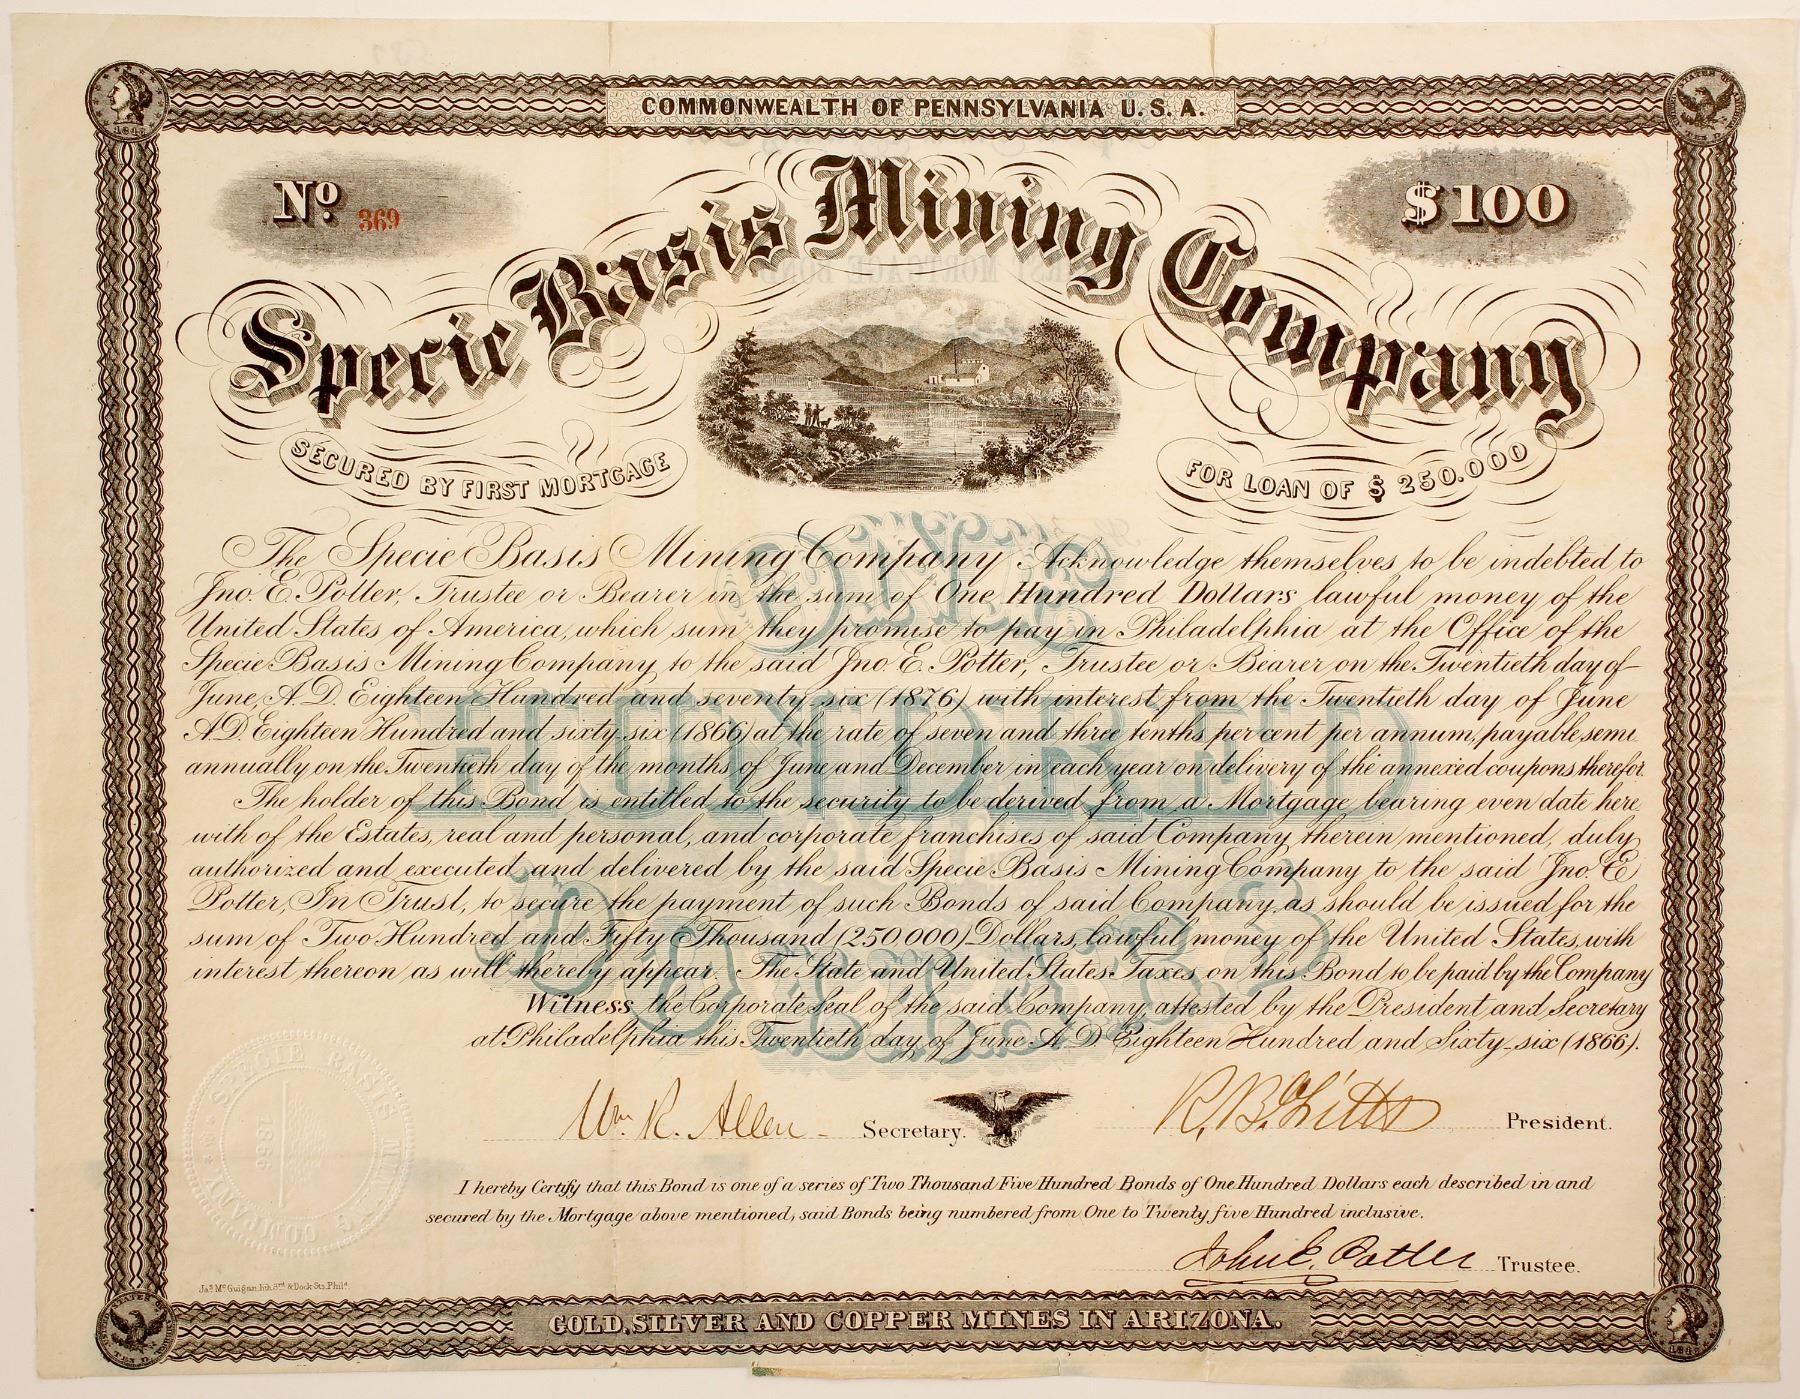 COMMONWEALTH OF PENNSYLVANIA U.S.A.
No. 369
$100
Specie Basis Mining Company
SECURED BY FIRST MORTGAGE
FOR LOAN OF $ 250.000
ONE
HUNDRED
DOLLARS
The Specie Basis Mining Company Acknowledge themselves to be indebted to
Jno. E. Potter, Trustee or Bearer in the sum of One Hundred Dollars lawful money of the
United States of America, which sum they promise to pay in Philadelphia at the Office of the
Specie Basis Mining Company to the said Jno. E. Potter, Trustee or Bearer on the Twentieth day of
June, A.D. Eighteen Hundred and seventy six (1876) with interest from the Twentieth day of June
A.D. Eighteen Hundred and sixty-six (1866) at the rate of seven and three tenths per cent per annum, payable semi
annually on the Twentieth day of the months of June and December in each year on delivery of the annexed coupons therefor.
The holder of this Bond is entitled to the security to be derived from a Mortgage bearing even date here
with of the Estates, real and personal, and corporate franchises of said Company therein mentioned, duly
authorized and executed and delivered by the said Specie Basis Mining Company to the said Jno. E.
Potter, In Trust, to secure the payment of such Bonds of said Company, as should be issued for the
sum of Two Hundred and Fifty Thousand (250.000) Dollars, lawful money of the United States, with
interest thereon as will thereby appear. The State and United States Taxes on this Bond to be paid by the Company
Witness the Corporate Seal of the said Company, attested by the President and Secretary
at Philadelphia this Twentieth day of June A.D. Eighteen Hundred and Sixty-six (1866).
Wm. R. Allen Secretary.
President.
SPECIE BASIS MINING COMPANY
1866
I hereby Certify that this Bond is one of a series of Two Thousand Five Hundred Bonds of One Hundred Dollars each described in and
secured by the Mortgage above mentioned, said Bonds being numbered from One to Twenty five Hundred inclusive.
John E. Potter Trustee.
Jas. McGuigan, lith. 3rd & Dock Sts. Phila.
GOLD, SILVER AND COPPER MINES IN ARIZONA.